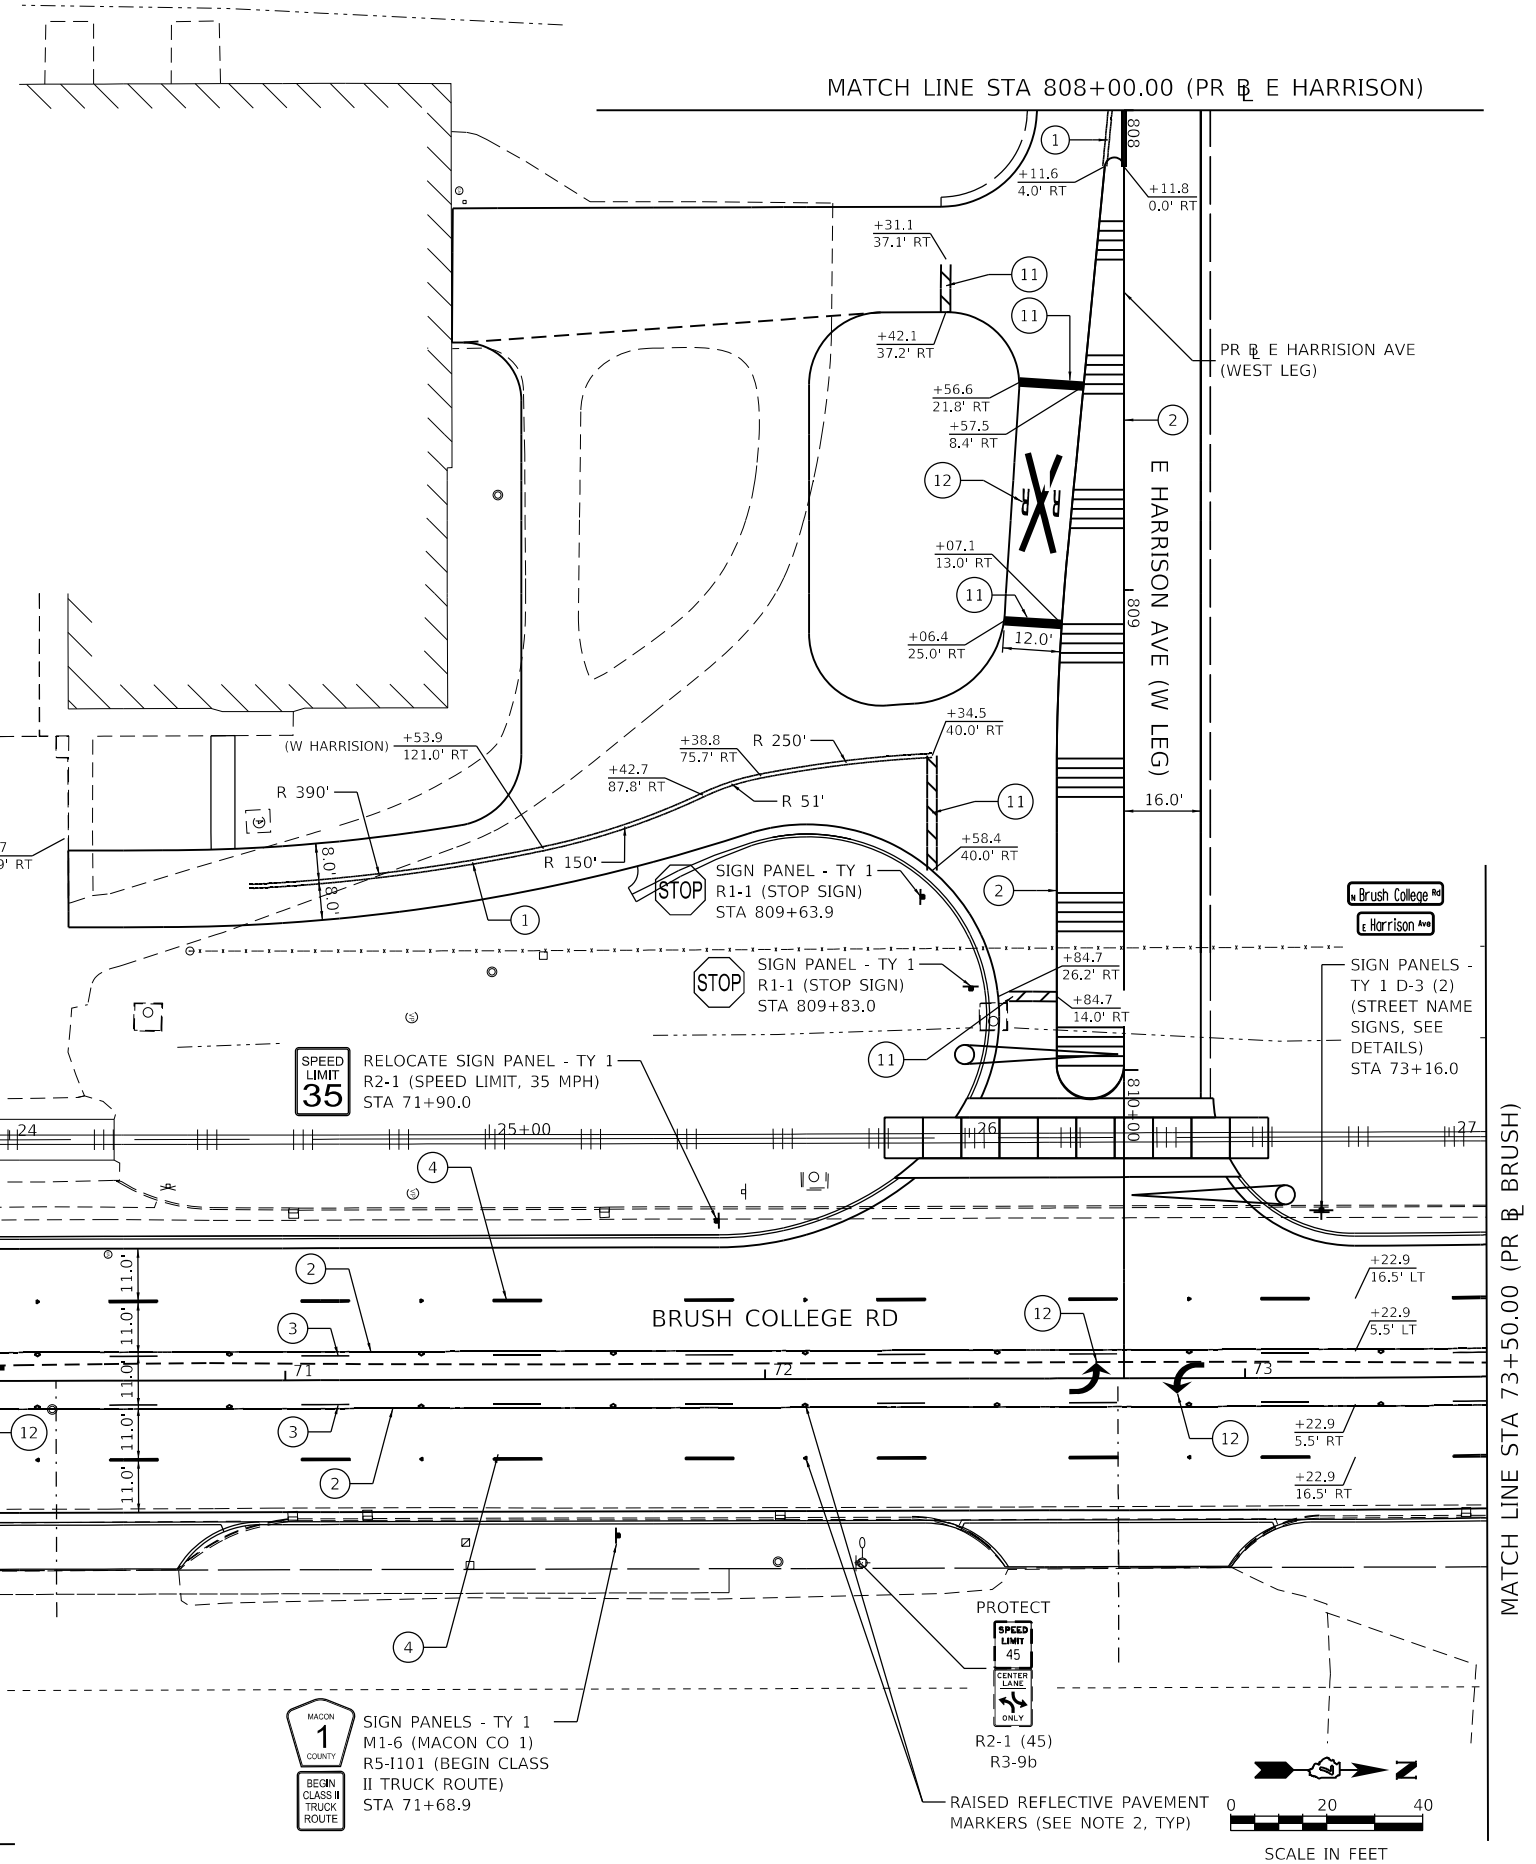 MATCH LINE STA 808+00.00 (PR BL E HARRISON)
808
1
+11.6
4.0' RT
+11.8
0.0' RT
+31.1
37.1' RT
11
11
+42.1
37.2' RT
PR BL E HARRISION AVE
(WEST LEG)
+56.6
21.8' RT
+57.5
8.4' RT
2
12
R R
E HARRISON AVE (W LEG)
+07.1
13.0' RT
11
809
+06.4
25.0' RT
12.0'
+34.5
40.0' RT
(W HARRISION)
+53.9
121.0' RT
+38.8
75.7' RT
R 250'
+42.7
87.8' RT
R 390'
R 51'
11
16.0'
7
9' RT
8.0'
8.0'
R 150'
+58.4
40.0' RT
STOP
SIGN PANEL - TY 1
R1-1 (STOP SIGN)
STA 809+63.9
2
1
N Brush College Rd
E Harrison Ave
STOP
SIGN PANEL - TY 1
R1-1 (STOP SIGN)
STA 809+83.0
+84.7
26.2' RT
+84.7
14.0' RT
SIGN PANELS -
TY 1 D-3 (2)
(STREET NAME
SIGNS, SEE
DETAILS)
STA 73+16.0
11
SPEED
LIMIT
35
RELOCATE SIGN PANEL - TY 1
R2-1 (SPEED LIMIT, 35 MPH)
STA 71+90.0
810+00
24
25+00
26
27
4
MATCH LINE STA 73+50.00 (PR BL BRUSH)
11.0'
11.0'
11.0'
11.0'
11.0'
2
3
BRUSH COLLEGE RD
12
+22.9
16.5' LT
+22.9
5.5' LT
71
72
73
12
3
2
12
+22.9
5.5' RT
+22.9
16.5' RT
4
PROTECT
SPEED
LIMIT
45
CENTER
LANE
ONLY
R2-1 (45)
R3-9b
MACON
1
COUNTY
BEGIN
CLASS II
TRUCK
ROUTE
SIGN PANELS - TY 1
M1-6 (MACON CO 1)
R5-I101 (BEGIN CLASS
II TRUCK ROUTE)
STA 71+68.9
RAISED REFLECTIVE PAVEMENT
MARKERS (SEE NOTE 2, TYP)
N
0 20 40
SCALE IN FEET